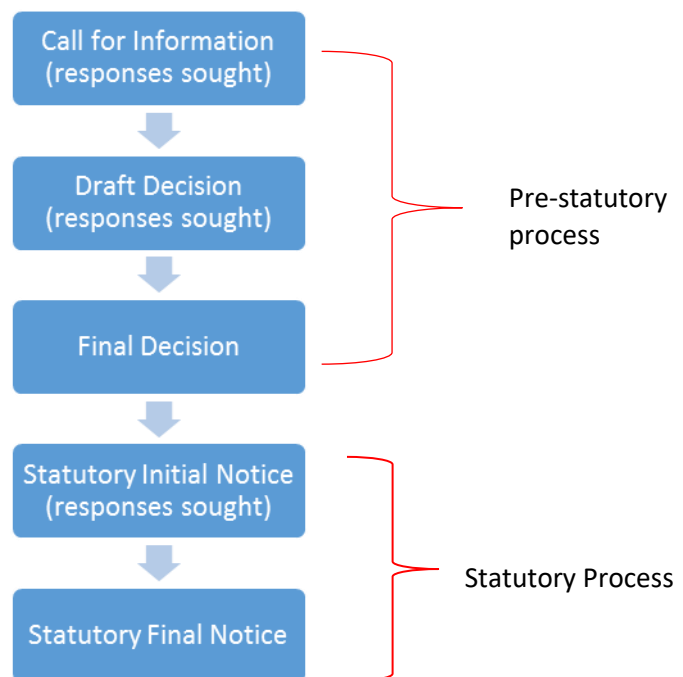 Call for Information
(responses sought)
Draft Decision
(responses sought)
Pre-statutory
process
Final Decision
Statutory Initial Notice
(responses sought)
Statutory Process
Statutory Final Notice